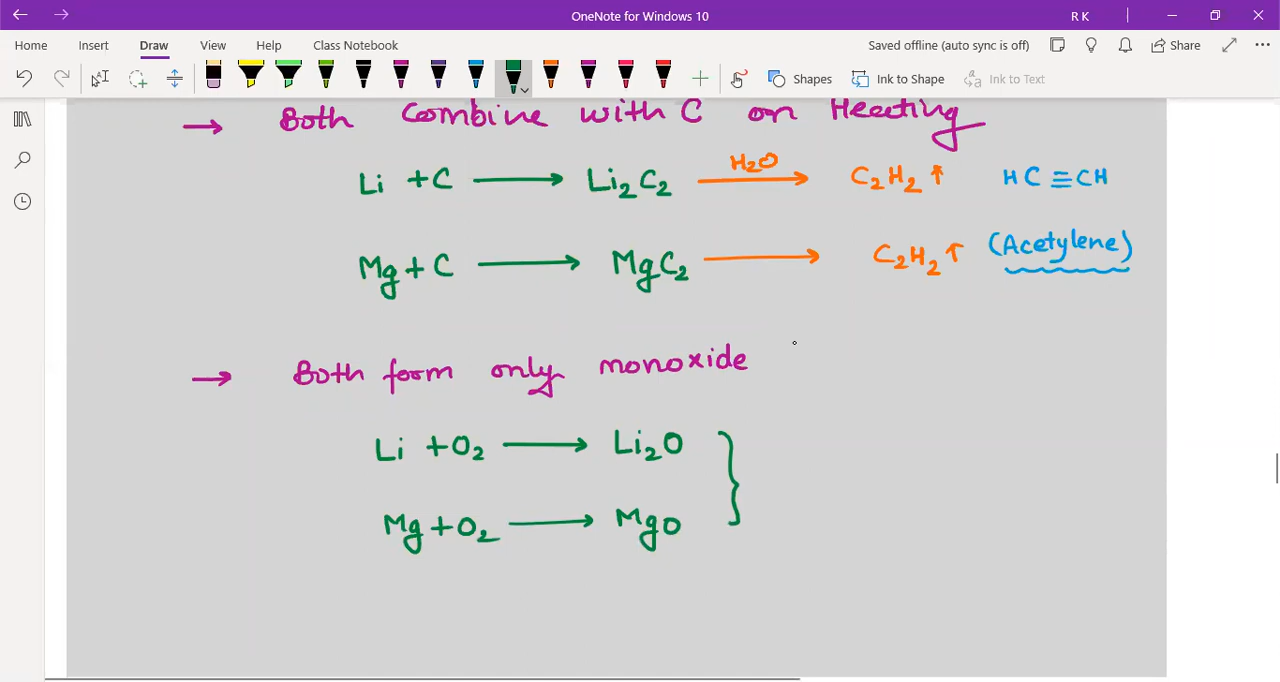 OneNote for Windows 10
R K
Home Insert Draw View Help Class Notebook
Saved offline (auto sync is off) Share
Shapes Ink to Shape Ink to Text
→ Both Combine with C on Heating
Li + C ⟶ Li₂C₂ ⟶ H₂O C₂H₂↑ HC≡CH
Mg + C ⟶ MgC₂ ⟶ C₂H₂↑ (Acetylene)
→ Both form only monoxide
Li + O₂ ⟶ Li₂O }
Mg + O₂ ⟶ MgO